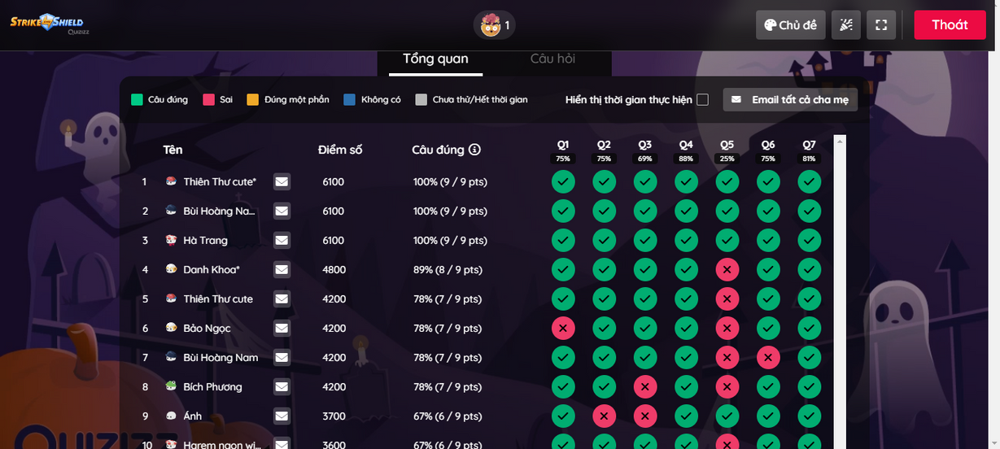 STRIKE SHIELD
Quizizz
1
Chủ đề
Thoát
Tổng quan
Câu hỏi
Câu đúng
Sai
Đúng một phần
Không có
Chưa thử/Hết thời gian
Hiển thị thời gian thực hiện
Email tất cả cha mẹ
Tên Điểm số Câu đúng Q1 Q2 Q3 Q4 Q5 Q6 Q7
75% 75% 69% 88% 25% 75% 81%
1 Thiên Thư cute* 6100 100% (9 / 9 pts)
2 Bùi Hoàng Na... 6100 100% (9 / 9 pts)
3 Hà Trang 6100 100% (9 / 9 pts)
4 Danh Khoa* 4800 89% (8 / 9 pts)
5 Thiên Thư cute 4200 78% (7 / 9 pts)
6 Bảo Ngọc 4200 78% (7 / 9 pts)
7 Bùi Hoàng Nam 4200 78% (7 / 9 pts)
8 Bích Phương 4200 78% (7 / 9 pts)
9 Ánh 3700 67% (6 / 9 pts)
10 Harem ngon wi... 3600 67% (6 / 9 pts)
QUIZIZZ